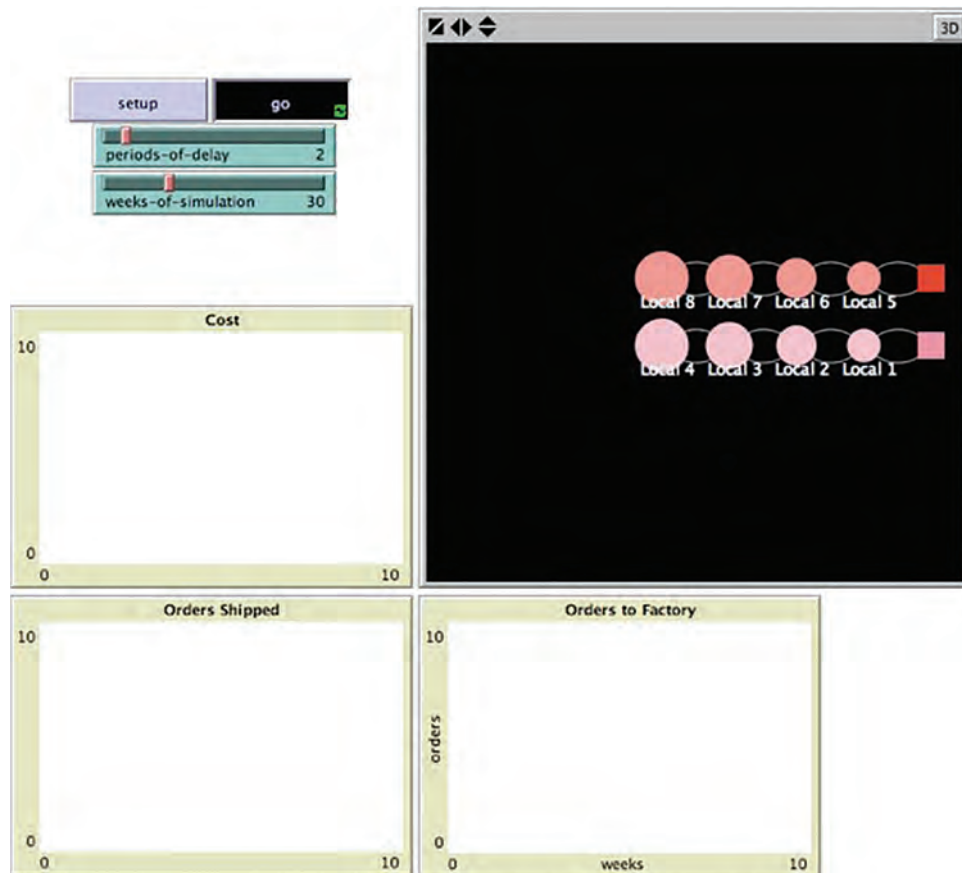 3D
setup
go
periods-of-delay 2
weeks-of-simulation 30
Local 8 Local 7 Local 6 Local 5
Local 4 Local 3 Local 2 Local 1
Cost
10
0
0 10
Orders Shipped
10
0
0 10
Orders to Factory
10
orders
0
0 weeks 10